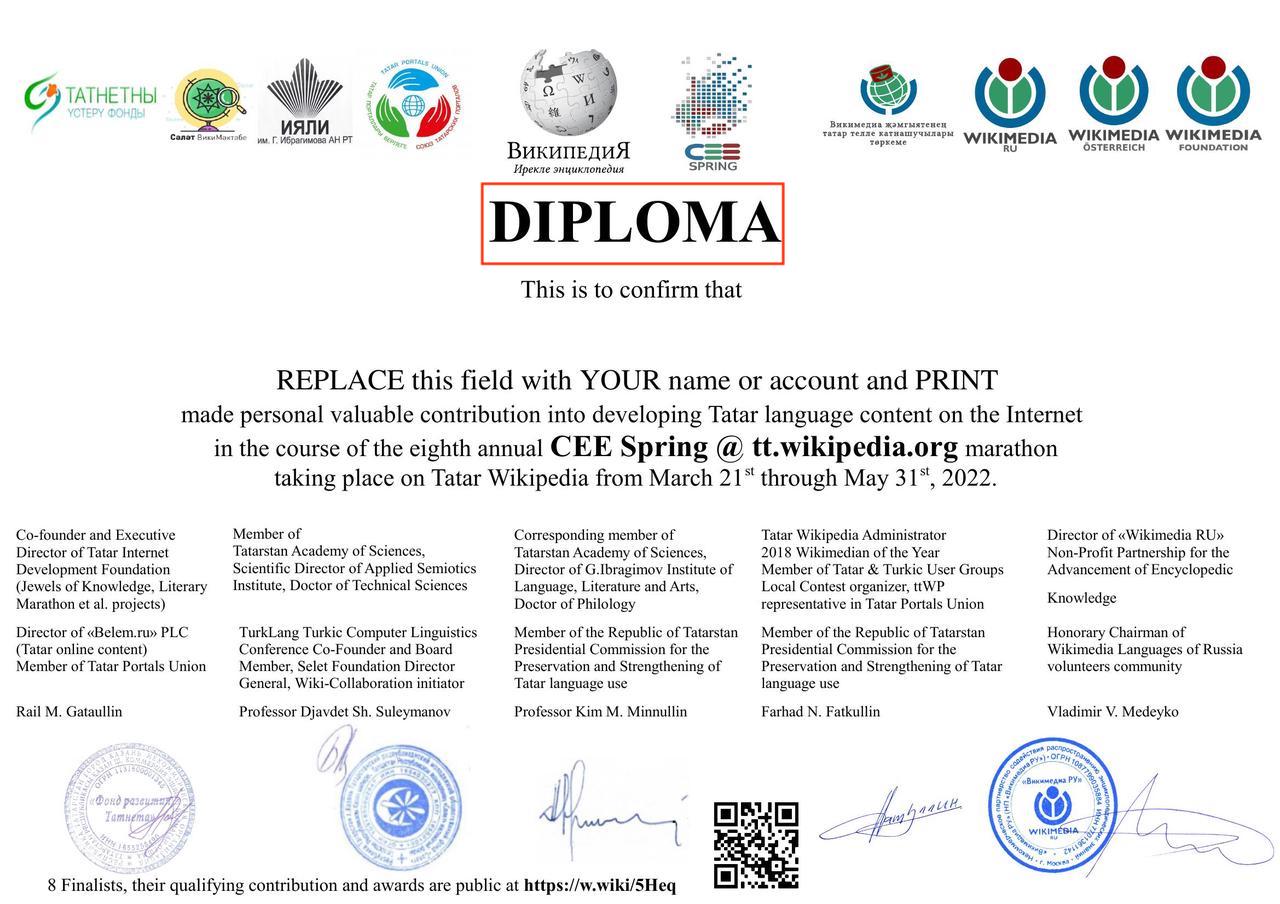 ТАТНЕТНЫ
ҮСТЕРҮ ФОНДЫ
Сәләт ВикиМәктәбе
ИЯЛИ
им. Г. Ибрагимова АН РТ
TATAR PORTALS UNION
СОЮЗ ТАТАРСКИХ ПОРТАЛОВ
ВИКИПЕДИЯ
Ирекле энциклопедия
CEE
SPRING
Викимедиа җәмгыятенең
татар телле катнашучылары
төркеме
WIKIMEDIA
RU
WIKIMEDIA
ÖSTERREICH
WIKIMEDIA
FOUNDATION
DIPLOMA
This is to confirm that
REPLACE this field with YOUR name or account and PRINT
made personal valuable contribution into developing Tatar language content on the Internet
in the course of the eighth annual CEE Spring @ tt.wikipedia.org marathon
taking place on Tatar Wikipedia from March 21st through May 31st, 2022.
Co-founder and Executive
Director of Tatar Internet
Development Foundation
(Jewels of Knowledge, Literary
Marathon et al. projects)
Director of «Belem.ru» PLC
(Tatar online content)
Member of Tatar Portals Union
Rail M. Gataullin
Member of
Tatarstan Academy of Sciences,
Scientific Director of Applied Semiotics
Institute, Doctor of Technical Sciences
TurkLang Turkic Computer Linguistics
Conference Co-Founder and Board
Member, Selet Foundation Director
General, Wiki-Collaboration initiator
Professor Djavdet Sh. Suleymanov
Corresponding member of
Tatarstan Academy of Sciences,
Director of G.Ibragimov Institute of
Language, Literature and Arts,
Doctor of Philology
Member of the Republic of Tatarstan
Presidential Commission for the
Preservation and Strengthening of
Tatar language use
Professor Kim M. Minnullin
Tatar Wikipedia Administrator
2018 Wikimedian of the Year
Member of Tatar & Turkic User Groups
Local Contest organizer, ttWP
representative in Tatar Portals Union
Member of the Republic of Tatarstan
Presidential Commission for the
Preservation and Strengthening of Tatar
language use
Farhad N. Fatkullin
Director of «Wikimedia RU»
Non-Profit Partnership for the
Advancement of Encyclopedic
Knowledge
Honorary Chairman of
Wikimedia Languages of Russia
volunteers community
Vladimir V. Medeyko
«Фонд развития
Татнета»
«Викимедиа РУ»
WIKIMEDIA
RU
8 Finalists, their qualifying contribution and awards are public at https://w.wiki/5Heq